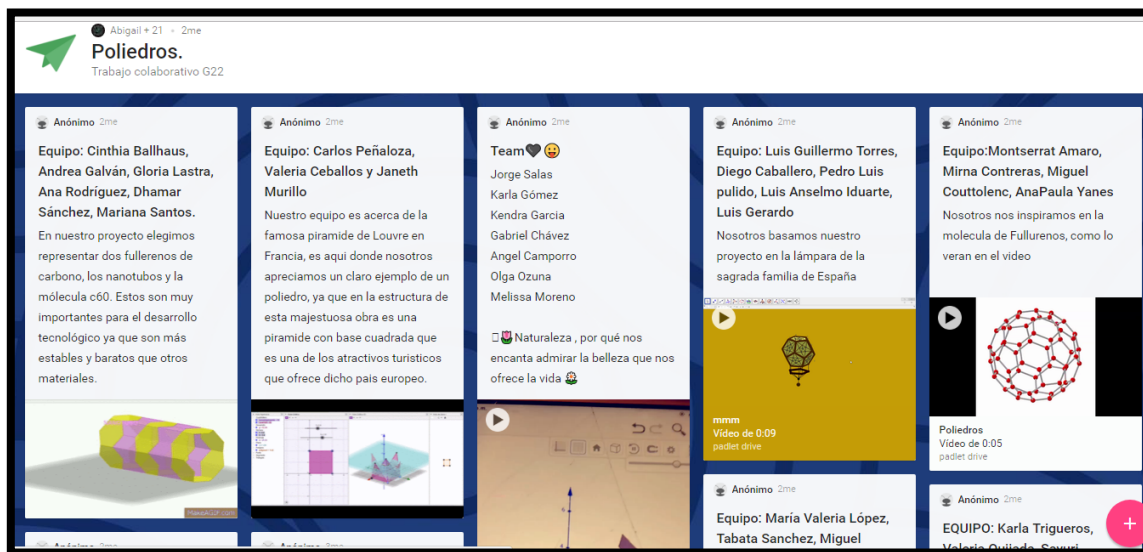 Abigail + 21 • 2me
Poliedros.
Trabajo colaborativo G22
Anónimo 2me
Equipo: Cinthia Ballhaus,
Andrea Galván, Gloria Lastra,
Ana Rodríguez, Dhamar
Sánchez, Mariana Santos.
En nuestro proyecto elegimos
representar dos fullerenos de
carbono, los nanotubos y la
mólecula c60. Estos son muy
importantes para el desarrollo
tecnológico ya que son más
estables y baratos que otros
materiales.
Anónimo 2me
Anónimo 2me
Equipo: Carlos Peñaloza,
Valeria Ceballos y Janeth
Murillo
Nuestro equipo es acerca de la
famosa piramide de Louvre en
Francia, es aqui donde nosotros
apreciamos un claro ejemplo de un
poliedro, ya que en la estructura de
esta majestuosa obra es una
piramide con base cuadrada que
es una de los atractivos turisticos
que ofrece dicho pais europeo.
Anónimo 2me
Anónimo 2me
Team🖤😛
Jorge Salas
Karla Gómez
Kendra Garcia
Gabriel Chávez
Angel Camporro
Olga Ozuna
Melissa Moreno
🌷Naturaleza , por qué nos
encanta admirar la belleza que nos
ofrece la vida 🌺
Anónimo 2me
Equipo: Luis Guillermo Torres,
Diego Caballero, Pedro Luis
pulido, Luis Anselmo Iduarte,
Luis Gerardo
Nosotros basamos nuestro
proyecto en la lámpara de la
sagrada familia de España
mmm
Vídeo de 0:09
padlet drive
Anónimo 2me
Equipo: María Valeria López,
Tabata Sanchez, Miguel
Anónimo 2me
Equipo:Montserrat Amaro,
Mirna Contreras, Miguel
Couttolenc, AnaPaula Yanes
Nosotros nos inspiramos en la
molecula de Fullurenos, como lo
veran en el video
Poliedros
Vídeo de 0:05
padlet drive
Anónimo 2me
EQUIPO: Karla Trigueros,
Valeria Quijada, Sayuri